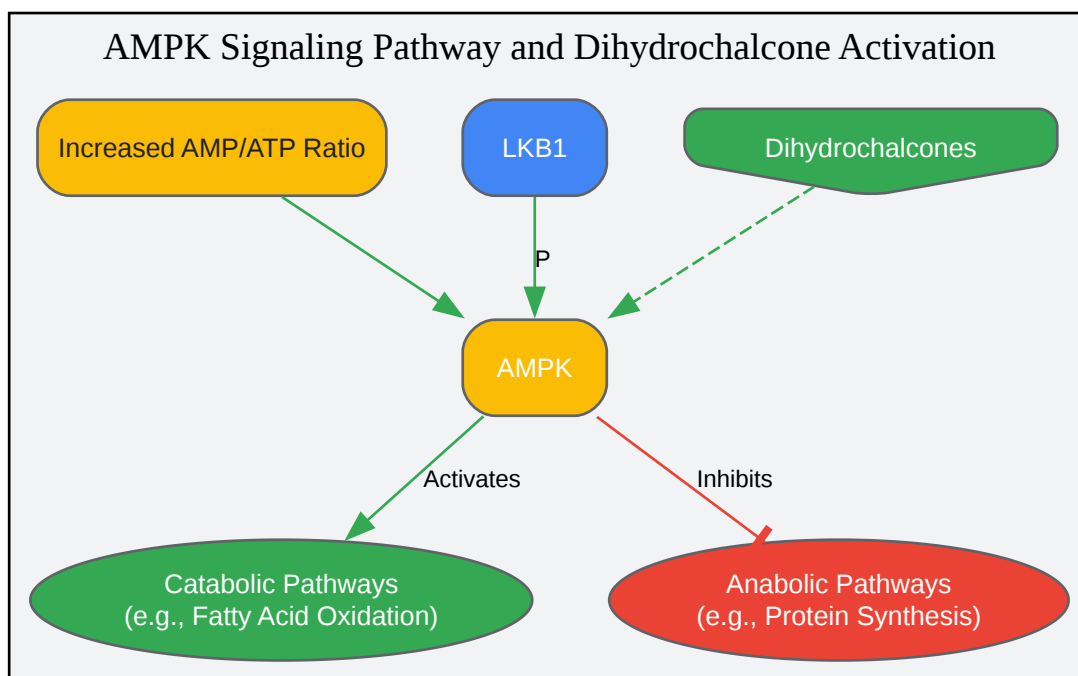 AMPK Signaling Pathway and Dihydrochalcone Activation
Increased AMP/ATP Ratio
LKB1
Dihydrochalcones
P
AMPK
Activates
Inhibits
Catabolic Pathways
(e.g., Fatty Acid Oxidation)
Anabolic Pathways
(e.g., Protein Synthesis)